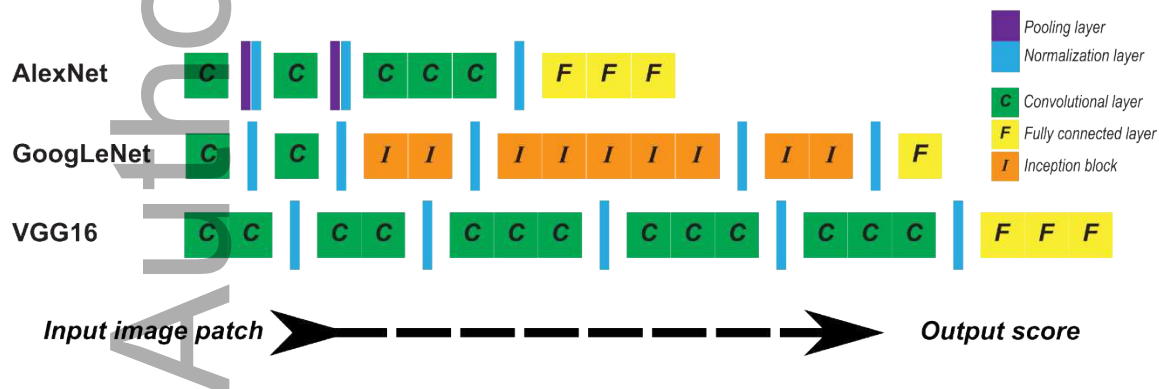 Pooling layer
Normalization layer
AlexNet C C C C C F F F
C Convolutional layer
F Fully connected layer
GoogLeNet C C I I I I I I I I I F
I Inception block
VGG16 C C C C C C C C C C C C C F F F
Input image patch Output score
Autho